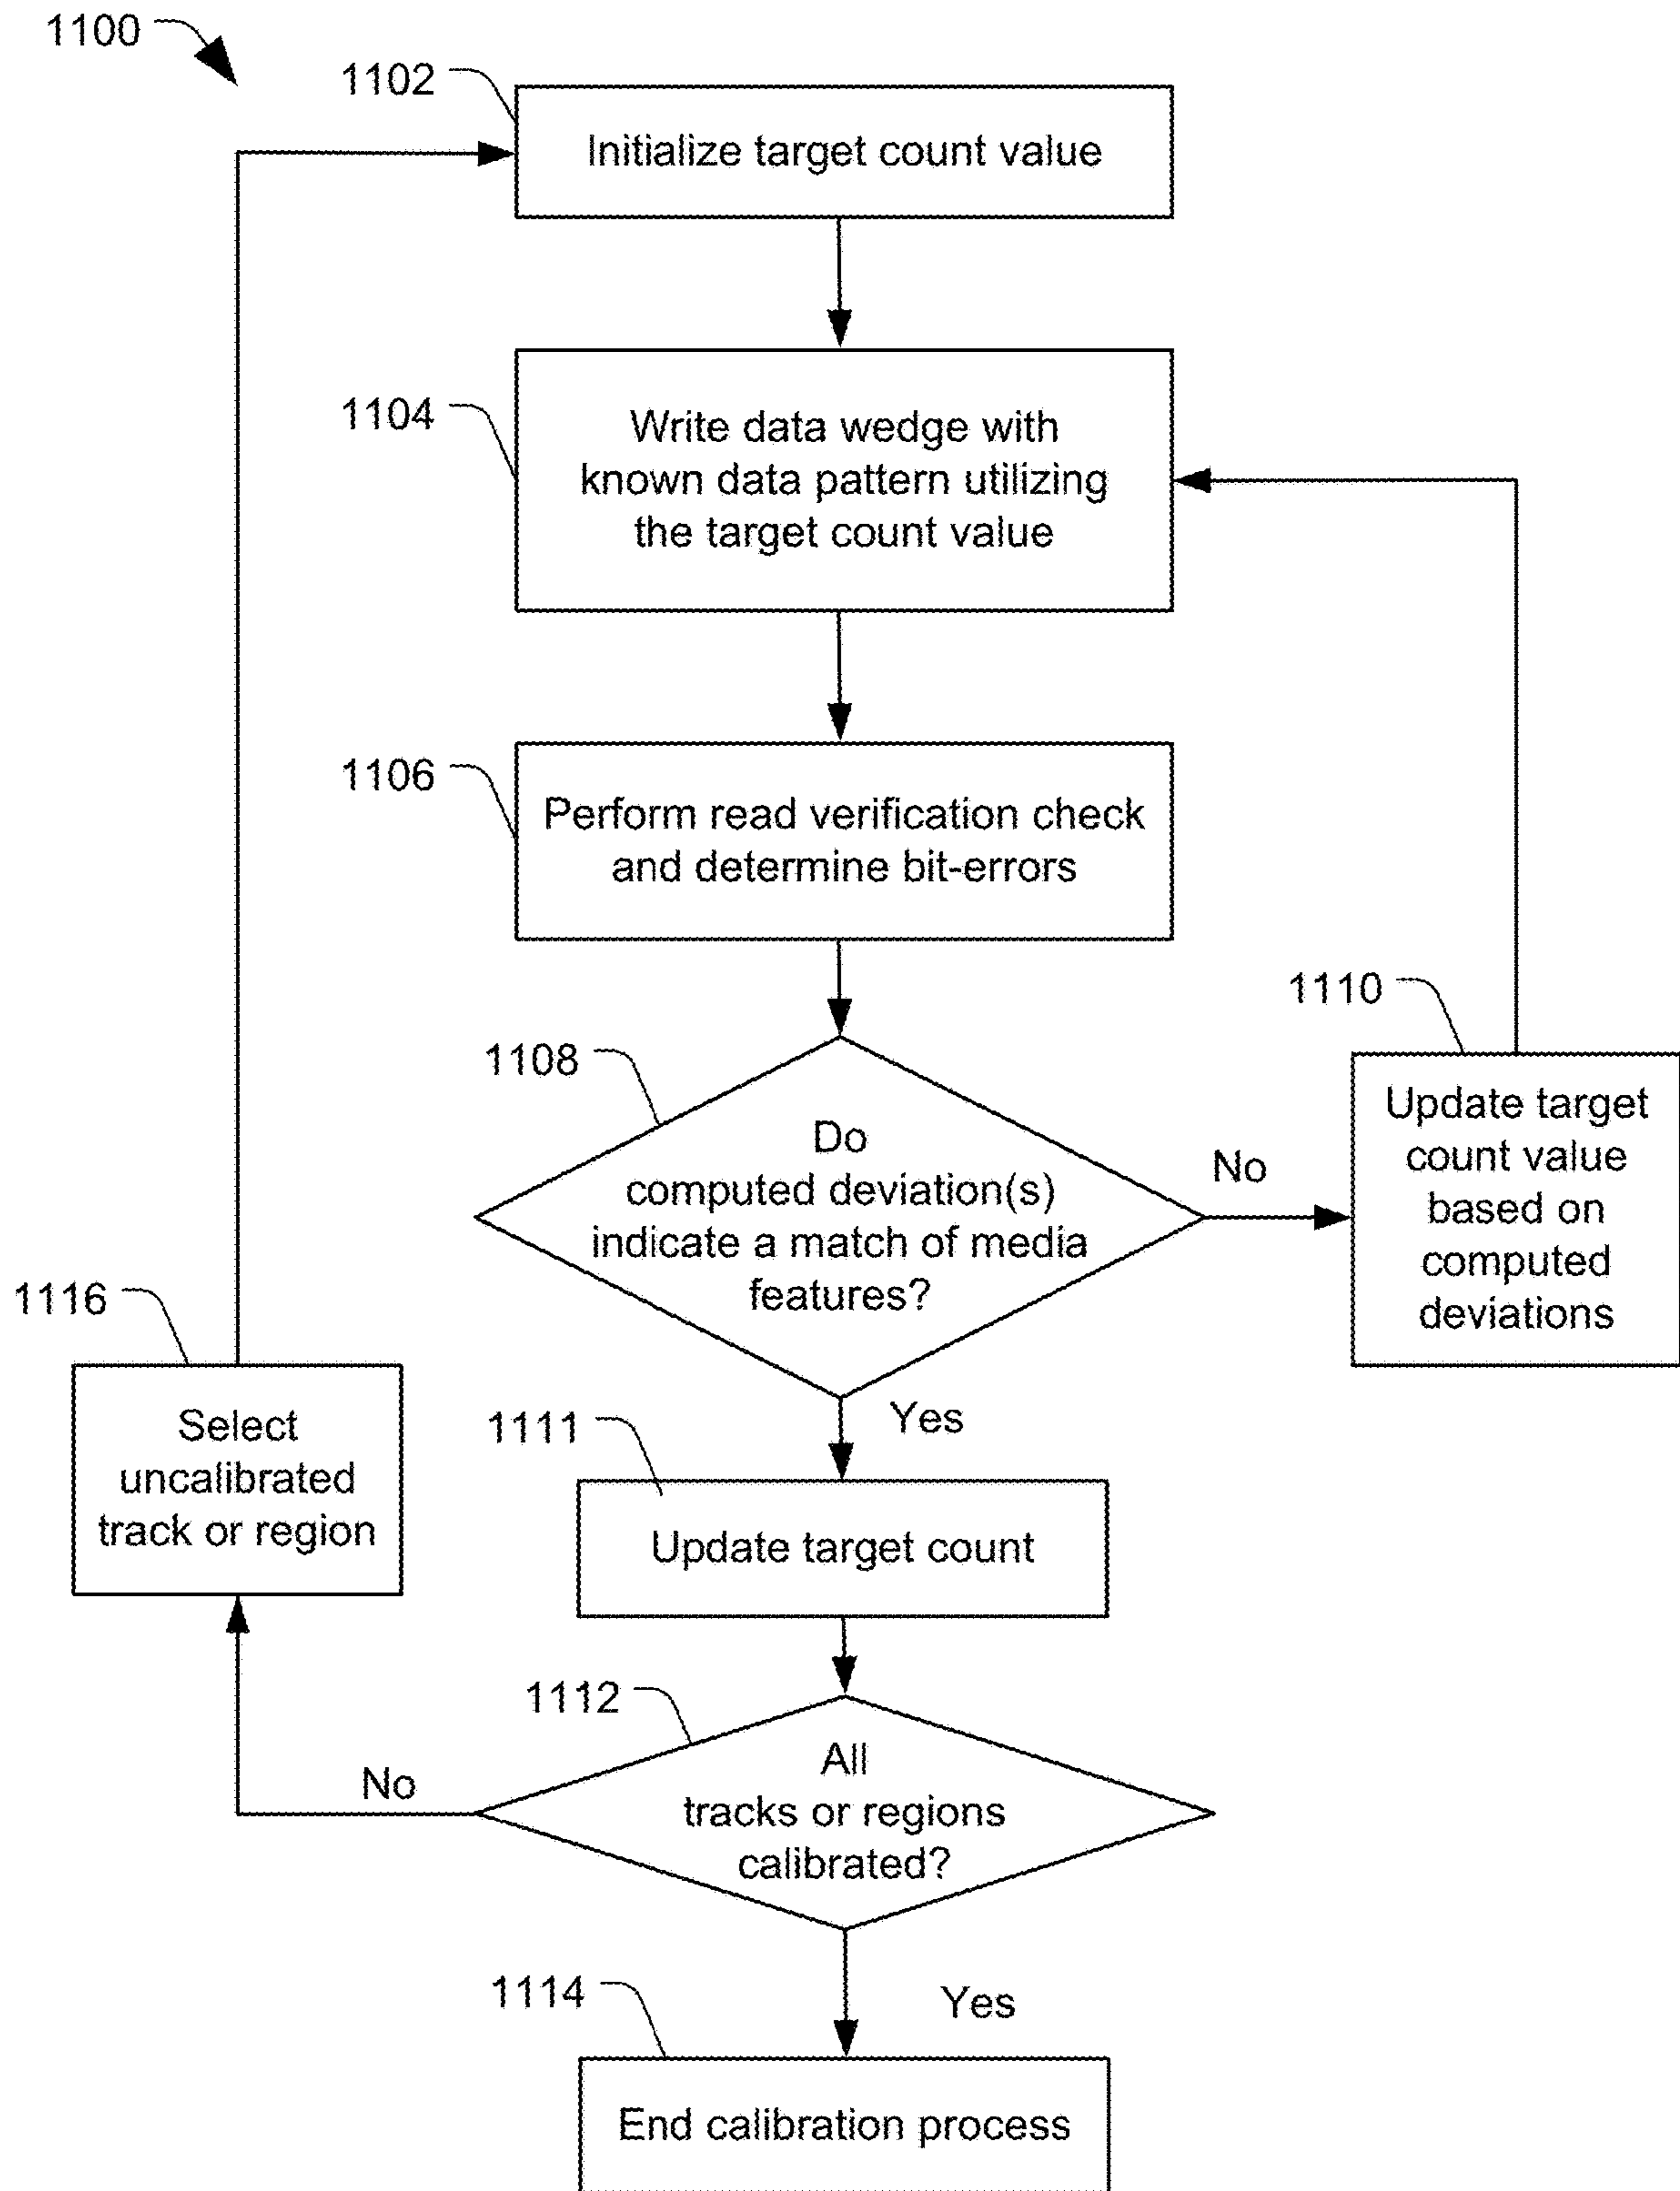 1100
1102
Initialize target count value
1104
Write data wedge with
known data pattern utilizing
the target count value
1106
Perform read verification check
and determine bit-errors
1108
Do
computed deviation(s)
indicate a match of media
features?
No
1110
Update target
count value
based on
computed
deviations
Yes
1111
Update target count
1112
All
tracks or regions
calibrated?
No
1116
Select
uncalibrated
track or region
Yes
1114
End calibration process